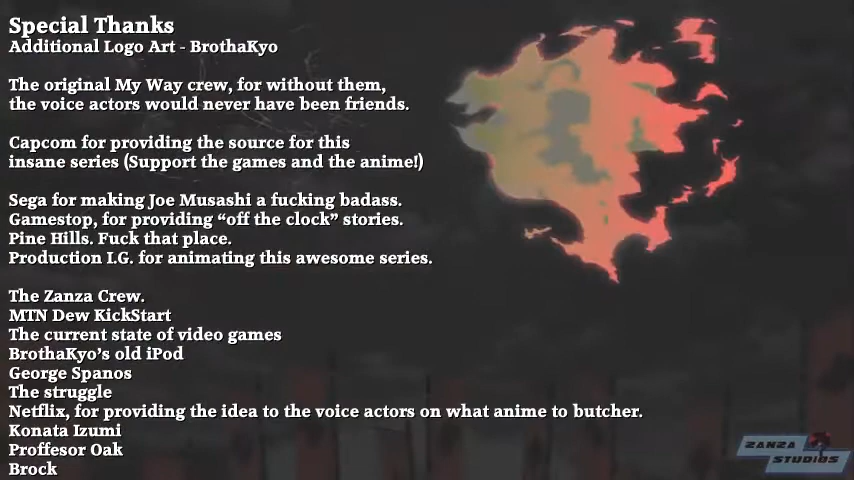 Special Thanks
Additional Logo Art - BrothaKyo
The original My Way crew, for without them,
the voice actors would never have been friends.
Capcom for providing the source for this
insane series (Support the games and the anime!)
Sega for making Joe Musashi a fucking badass.
Gamestop, for providing “off the clock” stories.
Pine Hills. Fuck that place.
Production I.G. for animating this awesome series.
The Zanza Crew.
MTN Dew KickStart
The current state of video games
BrothaKyo’s old iPod
George Spanos
The struggle
Netflix, for providing the idea to the voice actors on what anime to butcher.
Konata Izumi
Proffesor Oak
Brock
ZANZA
STUDIOS